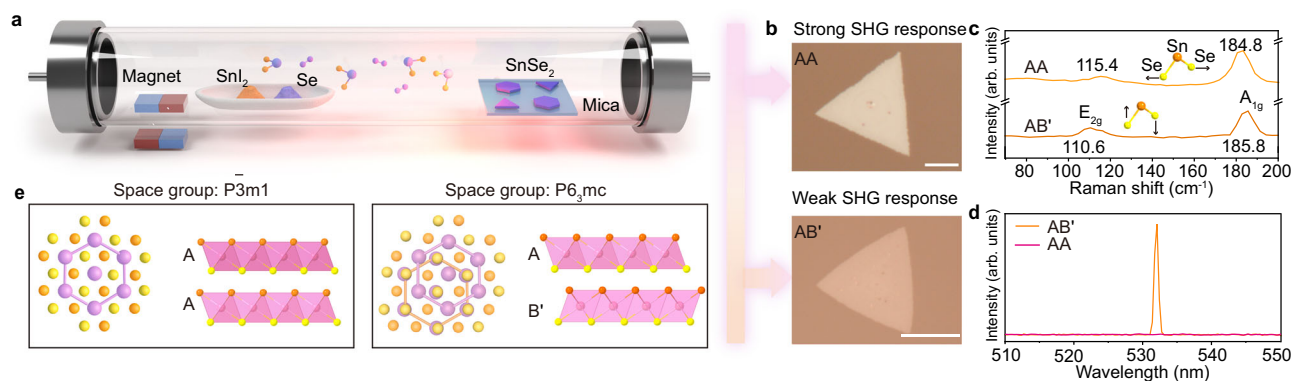 a
Magnet
SnI₂
Se
SnSe₂
Mica
b
Strong SHG response
AA
Weak SHG response
AB'
c
Intensity (arb. units)
AA
115.4
Se
Sn
Se
184.8
AB'
E₂g
110.6
A₁g
185.8
80 100 120 140 160 180 200
Raman shift (cm⁻¹)
d
Intensity (arb. units)
AB'
AA
510 520 530 540 550
Wavelength (nm)
e
Space group: P3̅m1
A
A
Space group: P6₃mc
A
B'